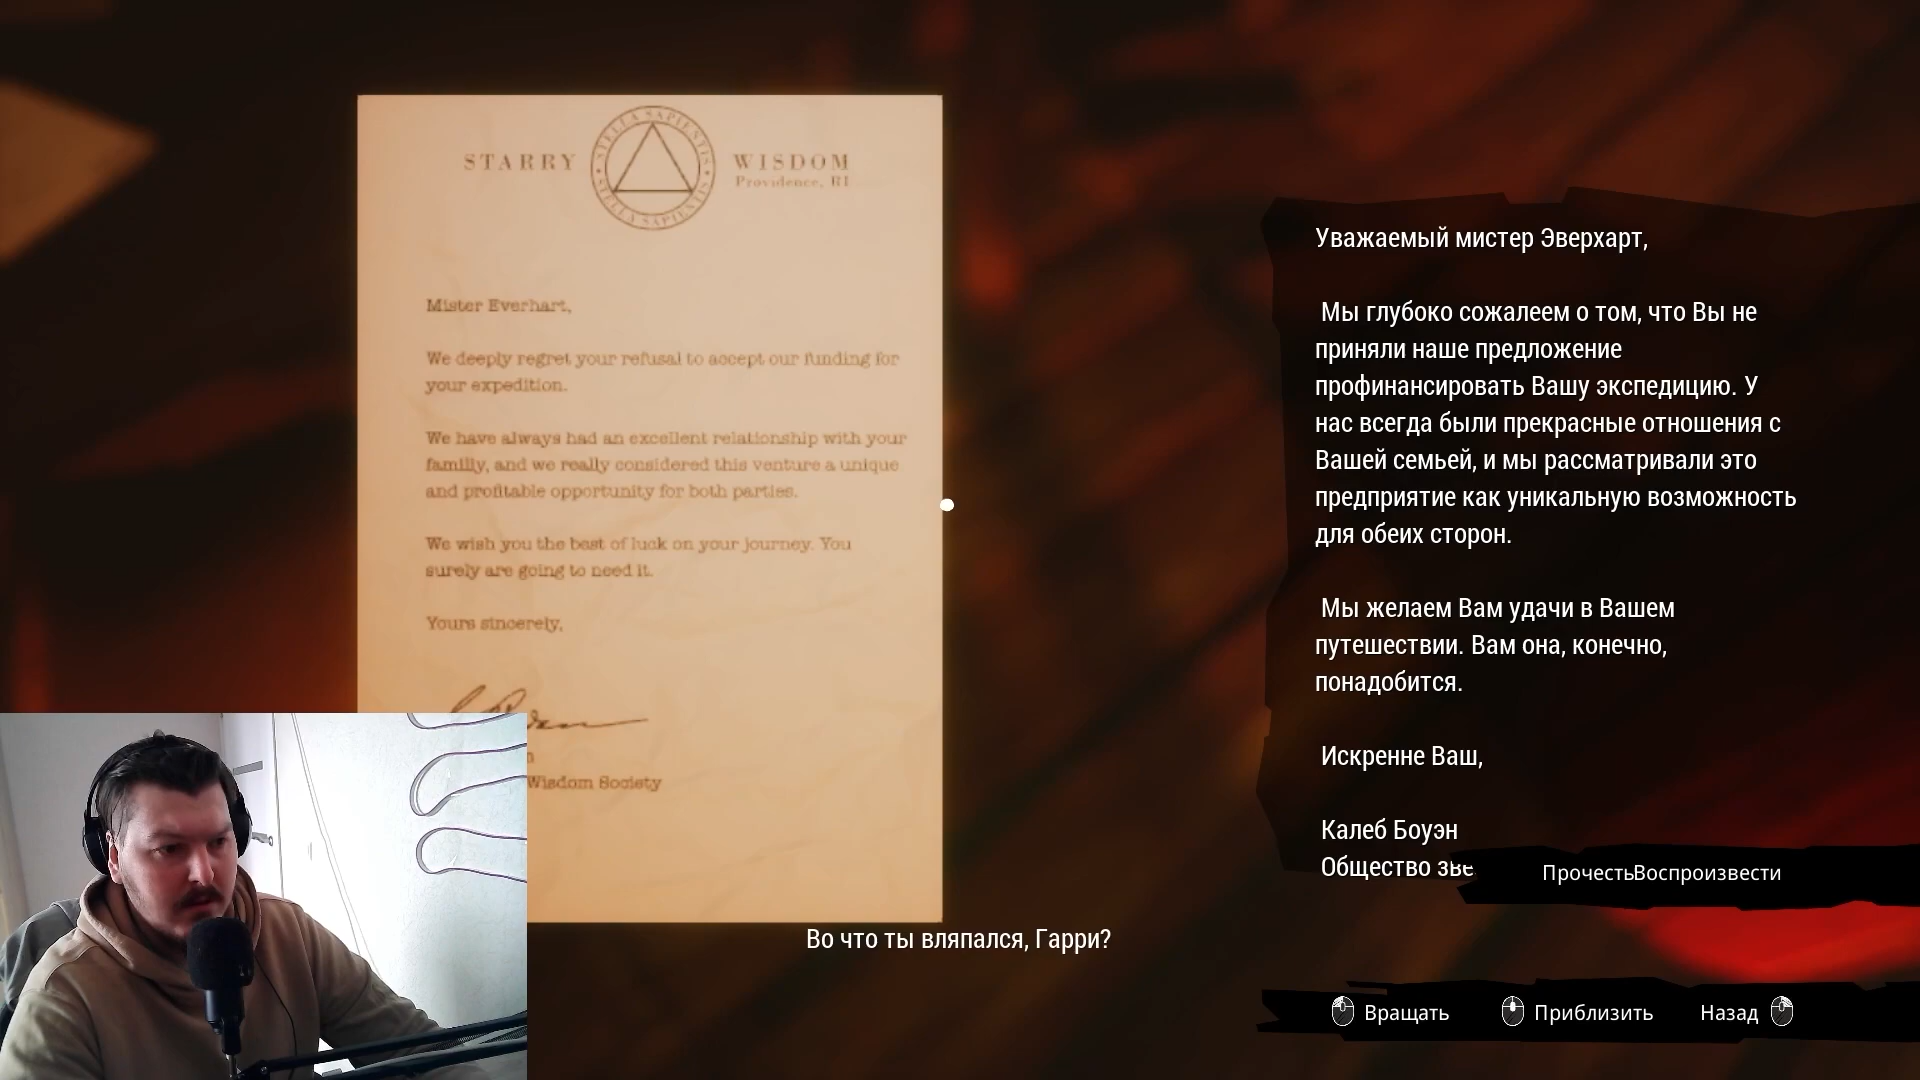 STELLA SAPIENTIS
STELLA SAPIENTIS
STARRY WISDOM
Providence, RI
Mister Everhart,
We deeply regret your refusal to accept our funding for
your expedition.
We have always had an excellent relationship with your
familly, and we really considered this venture a unique
and profitable opportunity for both parties.
We wish you the best of luck on your journey. You
surely are going to need it.
Yours sincerely,
n
Wisdom Society
Уважаемый мистер Эверхарт,
Мы глубоко сожалеем о том, что Вы не
приняли наше предложение
профинансировать Вашу экспедицию. У
нас всегда были прекрасные отношения с
Вашей семьей, и мы рассматривали это
предприятие как уникальную возможность
для обеих сторон.
Мы желаем Вам удачи в Вашем
путешествии. Вам она, конечно,
понадобится.
Искренне Ваш,
Калеб Боуэн
Общество зве
ПрочестьВоспроизвести
Во что ты вляпался, Гарри?
Вращать Приблизить Назад